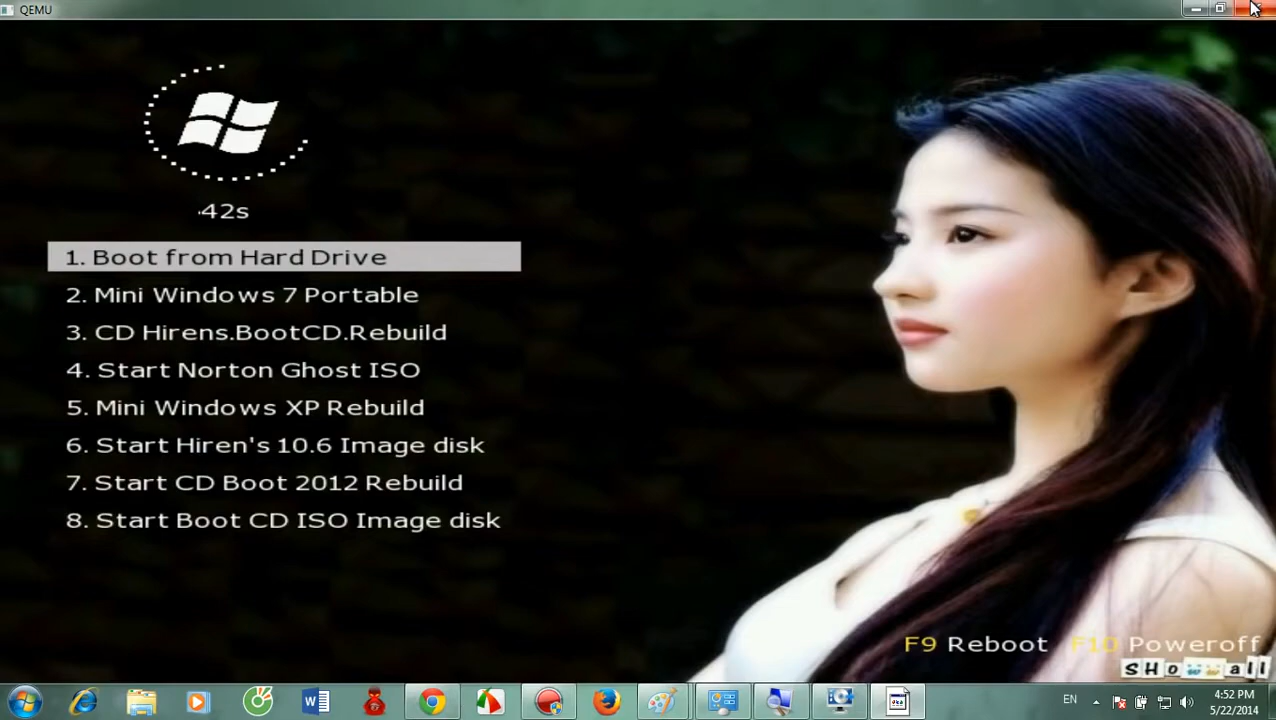 QEMU
42s
1. Boot from Hard Drive
2. Mini Windows 7 Portable
3. CD Hirens.BootCD.Rebuild
4. Start Norton Ghost ISO
5. Mini Windows XP Rebuild
6. Start Hiren's 10.6 Image disk
7. Start CD Boot 2012 Rebuild
8. Start Boot CD ISO Image disk
F9 Reboot F10 Poweroff
EN
4:52 PM
5/22/2014